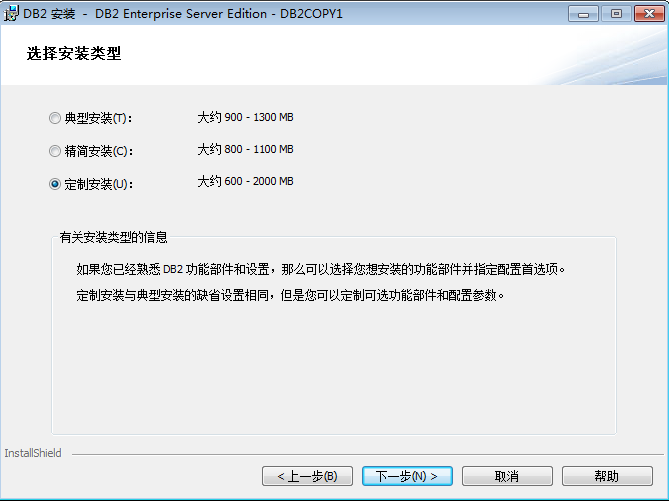 DB2 安装 - DB2 Enterprise Server Edition - DB2COPY1
选择安装类型
典型安装(T)： 大约 900 - 1300 MB
精简安装(C)： 大约 800 - 1100 MB
定制安装(U)： 大约 600 - 2000 MB
有关安装类型的信息
如果您已经熟悉 DB2 功能部件和设置，那么可以选择您想安装的功能部件并指定配置首选项。
定制安装与典型安装的缺省设置相同，但是您可以定制可选功能部件和配置参数。
InstallShield
< 上一步(B) 下一步(N) > 取消 帮助